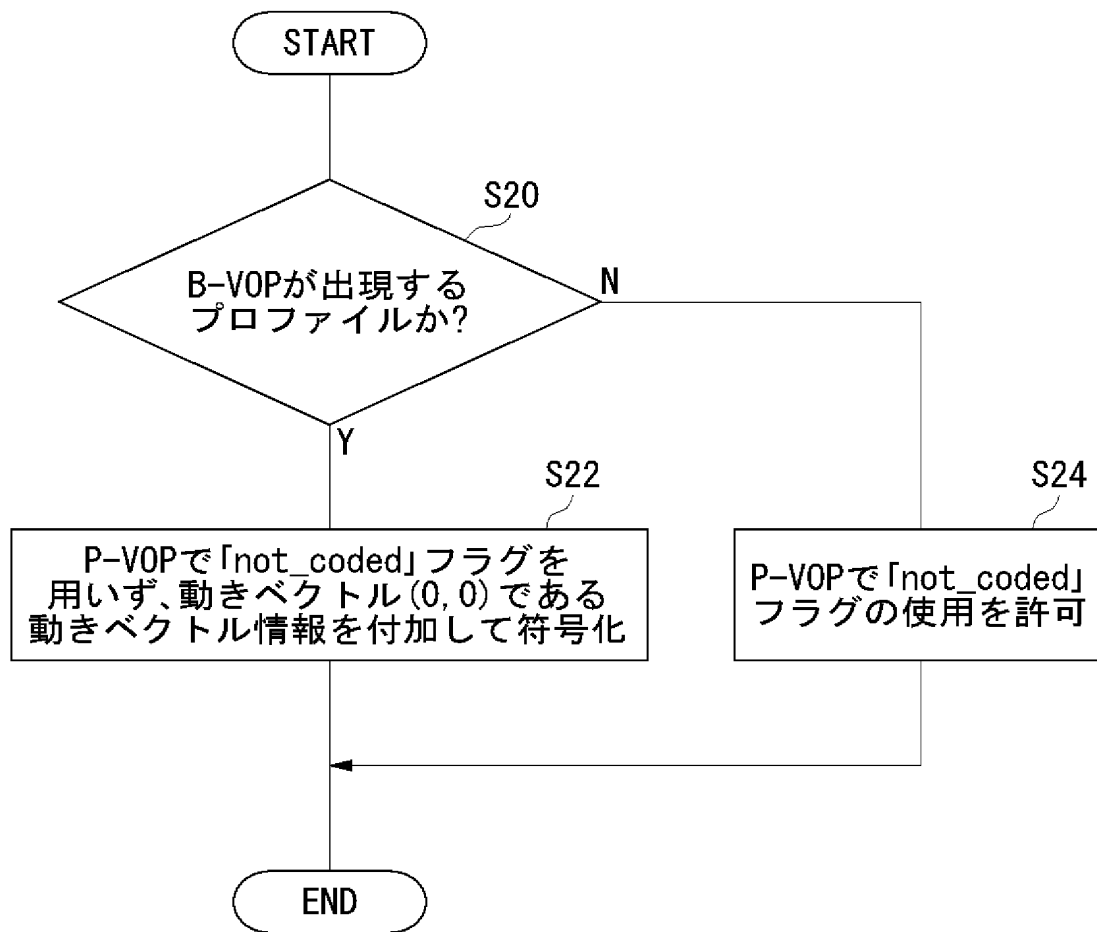 START
S20
B-VOPが出現する
プロファイルか?
N
Y
S22
P-VOPで「not_coded」フラグを
用いず、動きベクトル(0,0)である
動きベクトル情報を付加して符号化
S24
P-VOPで「not_coded」
フラグの使用を許可
END